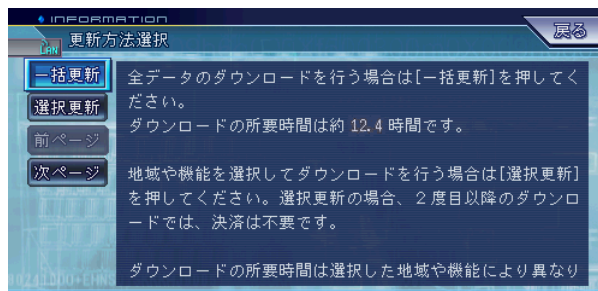 INFORMATION
LAN 更新方法選択
戻る
一括更新
選択更新
前ページ
次ページ
全データのダウンロードを行う場合は[一括更新]を押してく
ださい。
ダウンロードの所要時間は約12.4時間です。
地域や機能を選択してダウンロードを行う場合は[選択更新]
を押してください。選択更新の場合、2度目以降のダウンロ
ードでは、決済は不要です。
ダウンロードの所要時間は選択した地域や機能により異なり